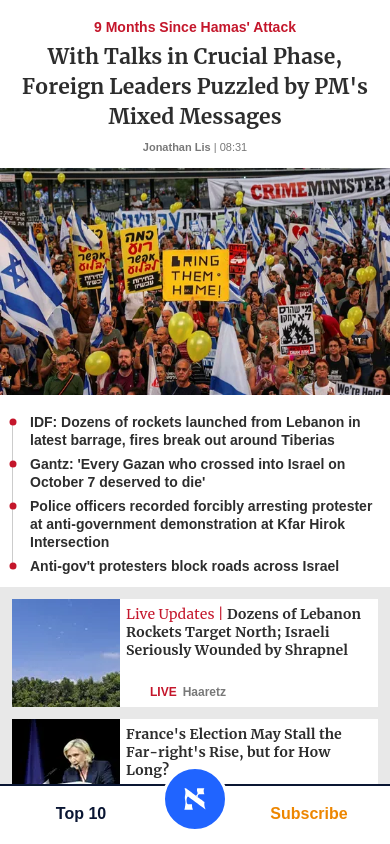 9 Months Since Hamas' Attack
With Talks in Crucial Phase,
Foreign Leaders Puzzled by PM's
Mixed Messages
Jonathan Lis | 08:31
CRIMEMINISTER
BRING
THEM
HOME!
We're Held
IDF: Dozens of rockets launched from Lebanon in
latest barrage, fires break out around Tiberias
Gantz: 'Every Gazan who crossed into Israel on
October 7 deserved to die'
Police officers recorded forcibly arresting protester
at anti-government demonstration at Kfar Hirok
Intersection
Anti-gov't protesters block roads across Israel
Live Updates | Dozens of Lebanon
Rockets Target North; Israeli
Seriously Wounded by Shrapnel
LIVE Haaretz
France's Election May Stall the
Far-right's Rise, but for How
Long?
Top 10
Subscribe